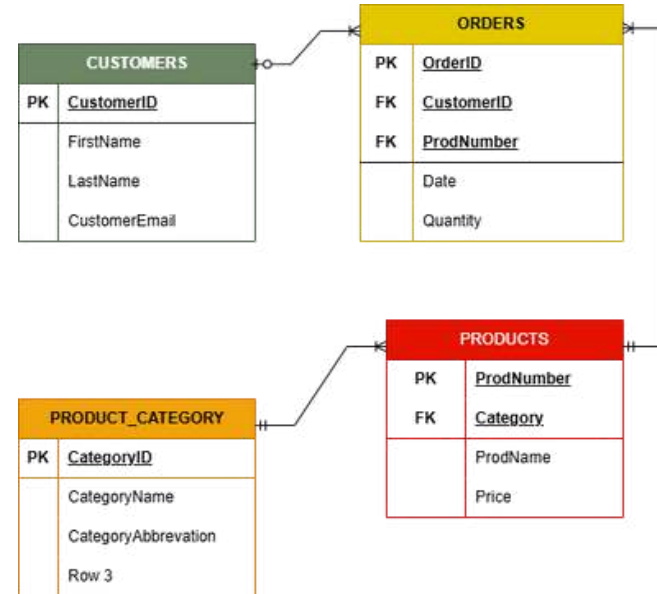 CUSTOMERS
PK CustomerID
FirstName
LastName
CustomerEmail
ORDERS
PK OrderID
FK CustomerID
FK ProdNumber
Date
Quantity
PRODUCT_CATEGORY
PK CategoryID
CategoryName
CategoryAbbrevation
Row 3
PRODUCTS
PK ProdNumber
FK Category
ProdName
Price